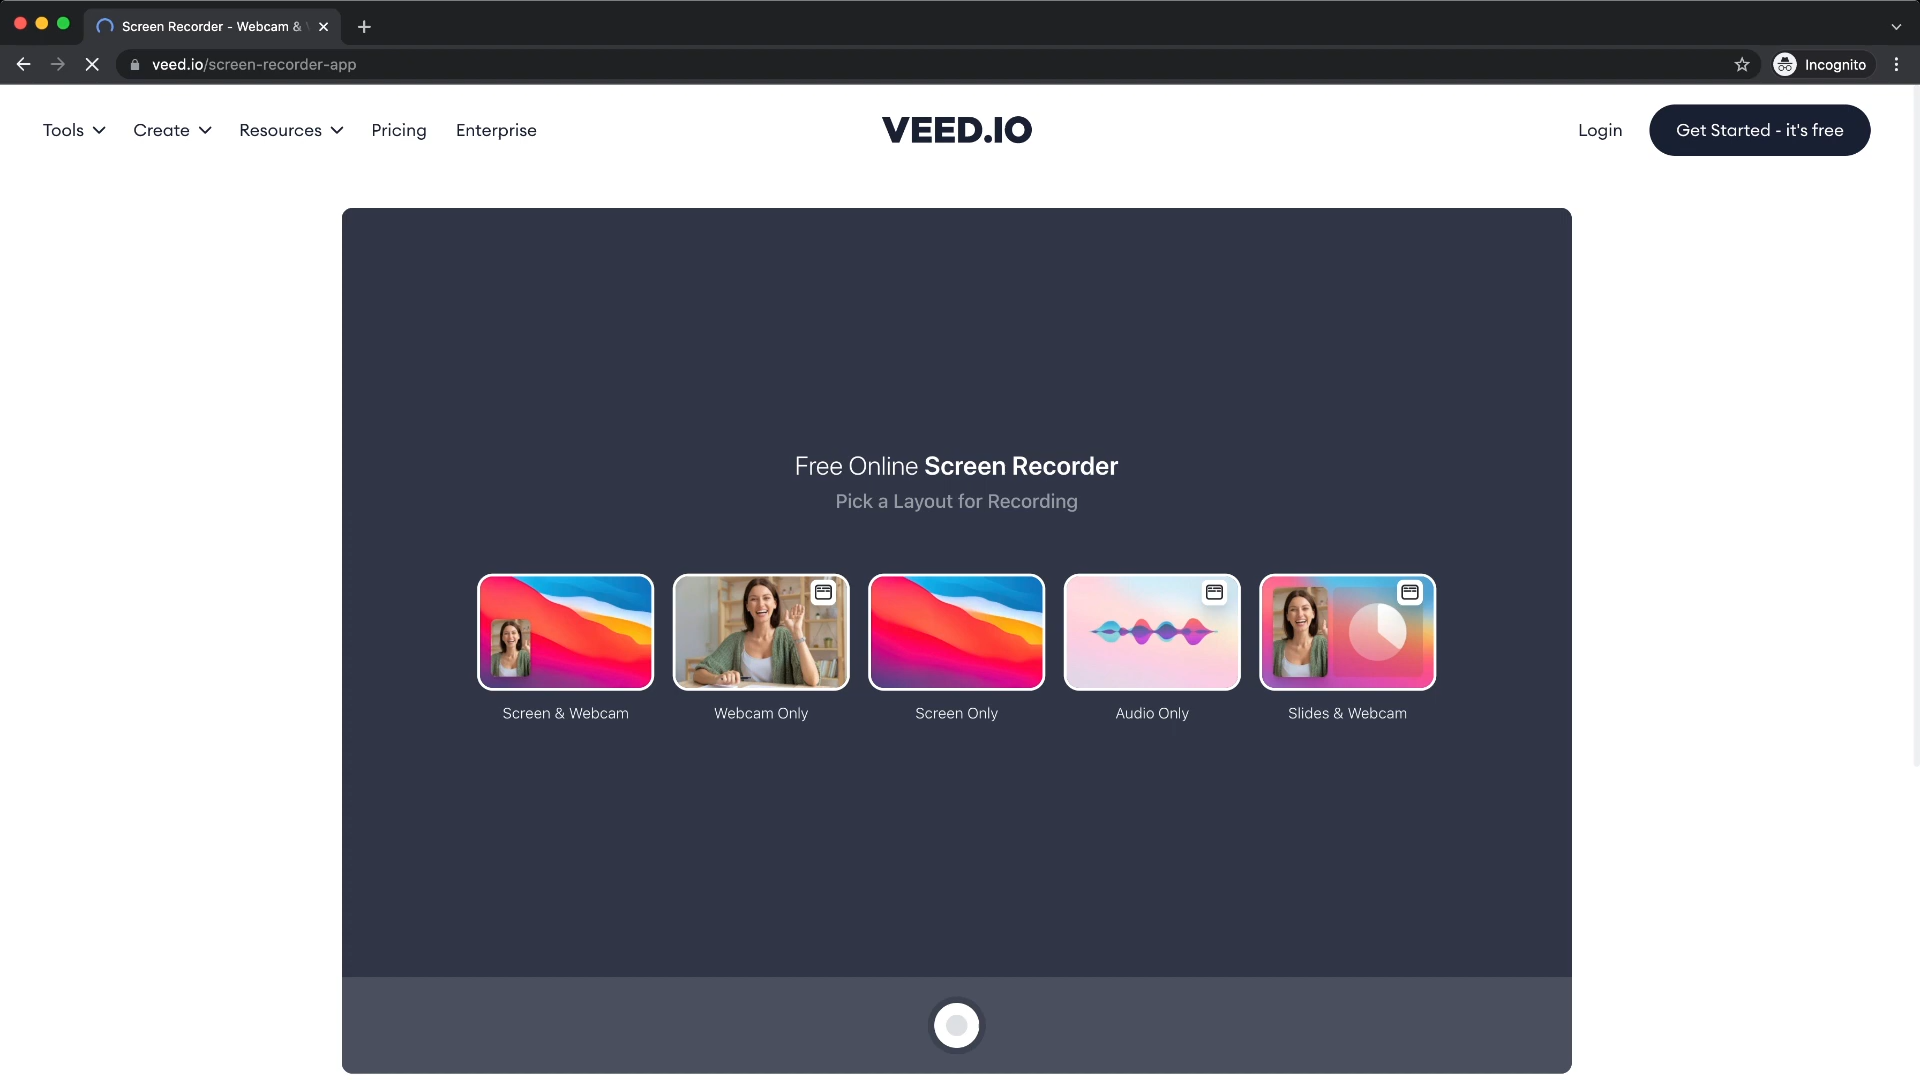 Screen Recorder - Webcam &
veed.io/screen-recorder-app
Incognito
Tools
Create
Resources
Pricing
Enterprise
VEED.IO
Login
Get Started - it's free
Free Online Screen Recorder
Pick a Layout for Recording
Screen & Webcam
Webcam Only
Screen Only
Audio Only
Slides & Webcam